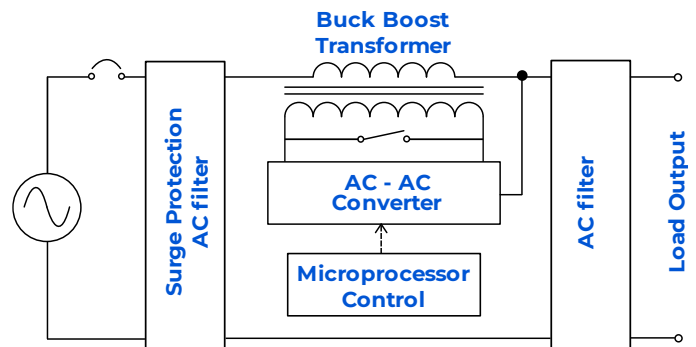 Buck Boost
Transformer
Surge Protection
AC filter
AC - AC
Converter
Microprocessor
Control
AC filter
Load Output